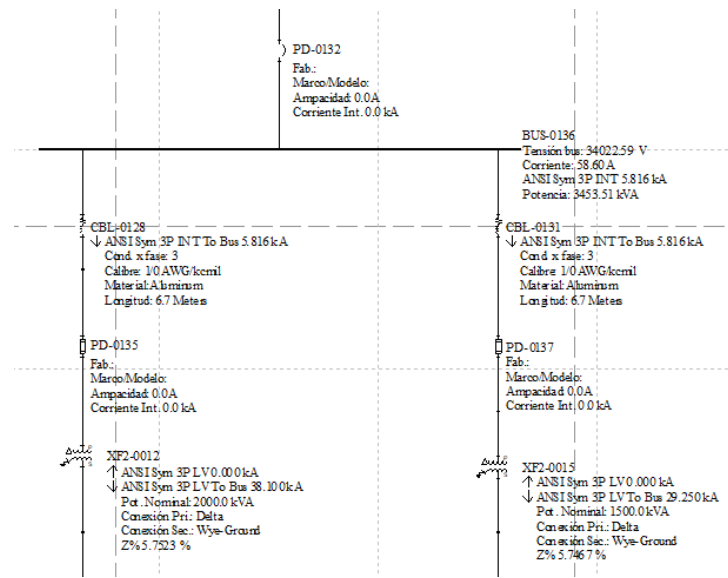 PD-0132
Fab.:
Marco/Modelo:
Ampacidad: 0.0 A
Corriente Int. 0.0 kA
BUS-0136
Tensión bus: 34022.59 V
Corriente: 58.60 A
ANSI Sym 3P INT 5.816 kA
Potencia: 3453.51 kVA
CBL-0128
ANSI Sym 3P INT To Bus 5.816 kA
Cond. x fase: 3
Calibre: 1/0 AWG/kcmil
Material: Aluminum
Longitud: 6.7 Meters
CBL-0131
ANSI Sym 3P INT To Bus 5.816 kA
Cond. x fase: 3
Calibre: 1/0 AWG/kcmil
Material: Aluminum
Longitud: 6.7 Meters
PD-0135
Fab.:
Marco/Modelo:
Ampacidad: 0.0 A
Corriente Int. 0.0 kA
PD-0137
Fab.:
Marco/Modelo:
Ampacidad: 0.0 A
Corriente Int. 0.0 kA
XF2-0012
ANSI Sym 3P LV 0.000 kA
ANSI Sym 3P LV To Bus 38.100 kA
Pot. Nominal: 2000.0 kVA
Conexión Pri.: Delta
Conexión Sec.: Wye-Ground
Z% 5.7523 %
XF2-0015
ANSI Sym 3P LV 0.000 kA
ANSI Sym 3P LV To Bus 29.250 kA
Pot. Nominal: 1500.0 kVA
Conexión Pri.: Delta
Conexión Sec.: Wye-Ground
Z% 5.7467 %